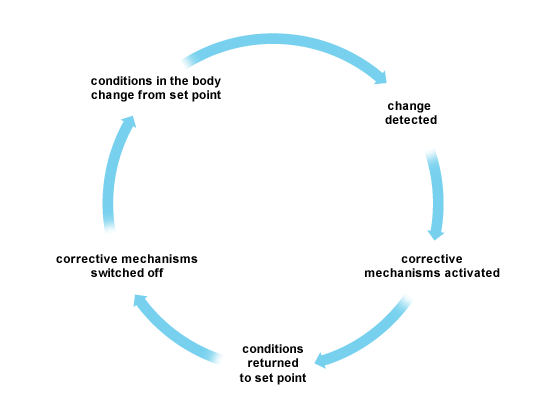 conditions in the body
change from set point
change
detected
corrective
mechanisms activated
conditions
returned
to set point
corrective mechanisms
switched off